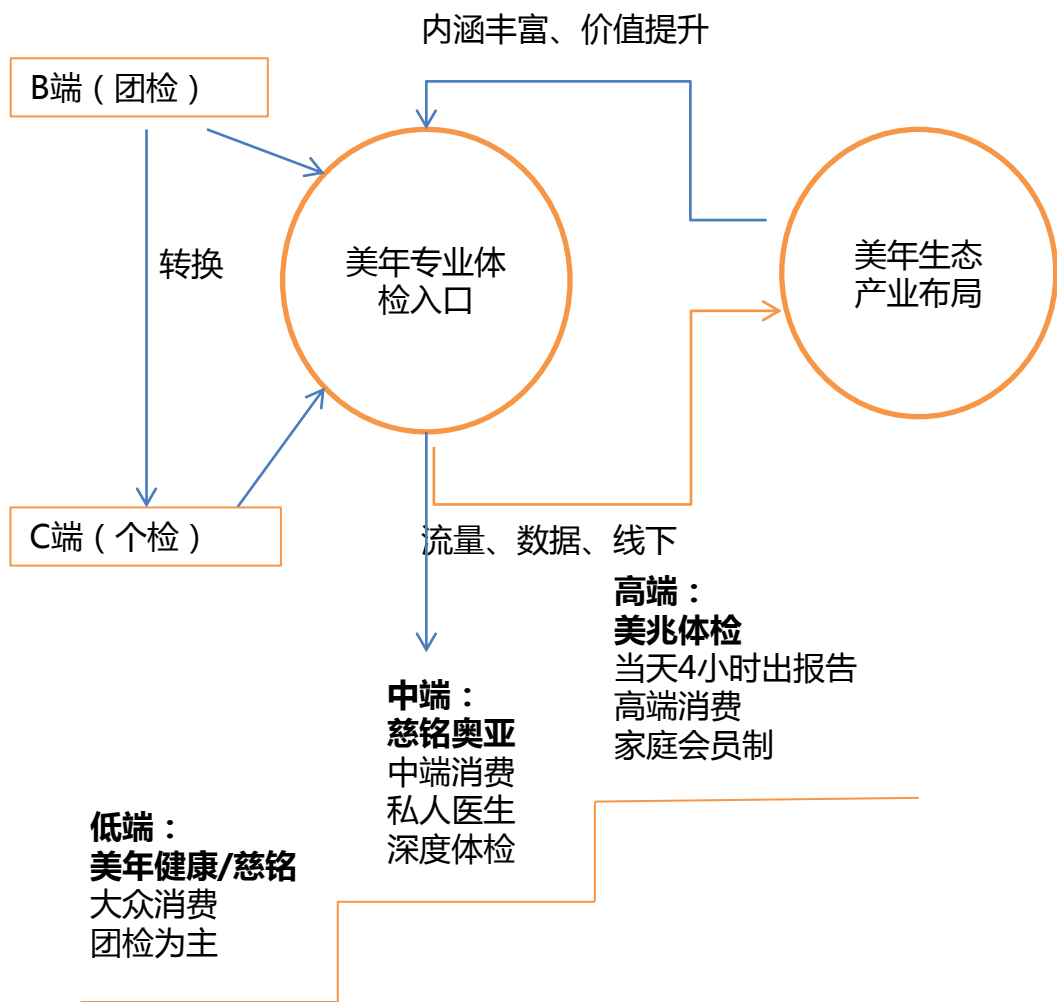 内涵丰富、价值提升
B端（团检）
转换
美年专业体
检入口
美年生态
产业布局
C端（个检）
流量、数据、线下
高端：
美兆体检
当天4小时出报告
高端消费
家庭会员制
中端：
慈铭奥亚
中端消费
私人医生
深度体检
低端：
美年健康/慈铭
大众消费
团检为主